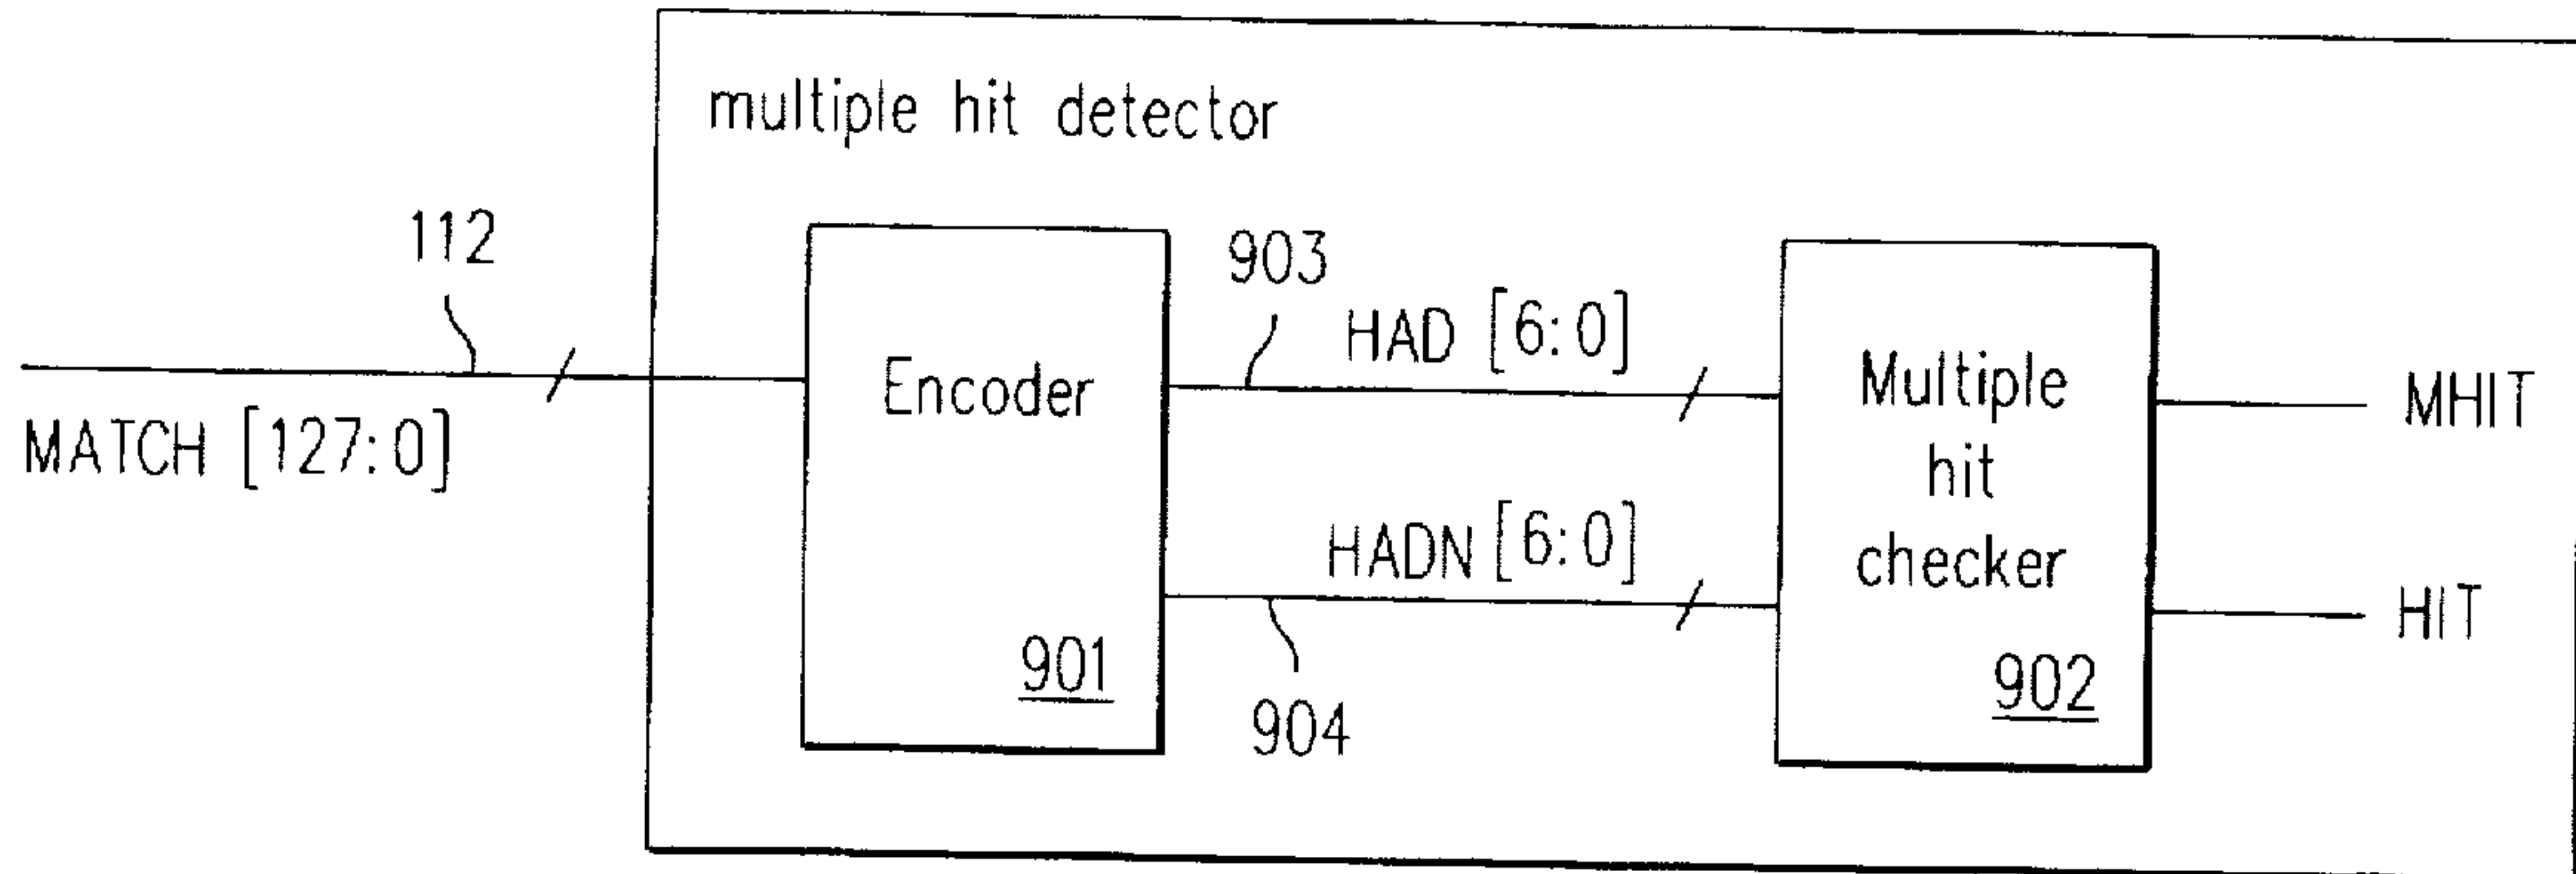 multiple hit detector
112
MATCH [127:0]
Encoder
901
903
HAD [6:0]
HADN [6:0]
904
Multiple
hit
checker
902
MHIT
HIT